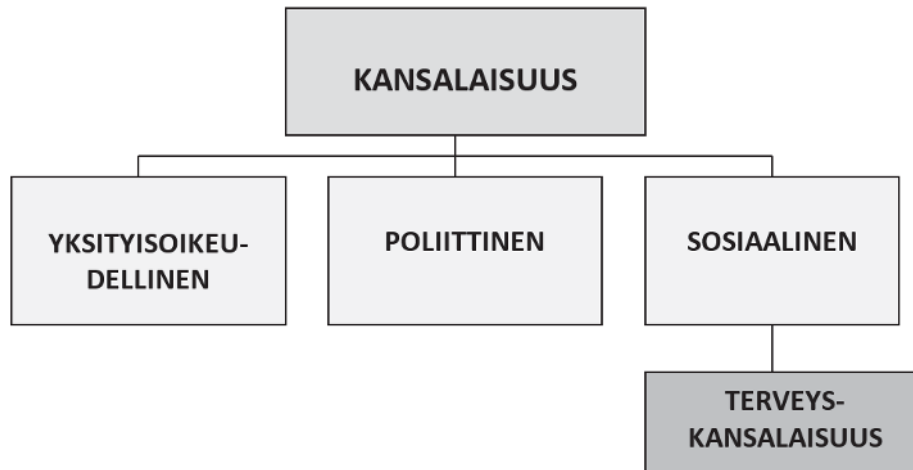 KANSALAISUUS
YKSITYISOIKEU-
DELLINEN
POLIITTINEN
SOSIAALINEN
TERVEYS-
KANSALAISUUS